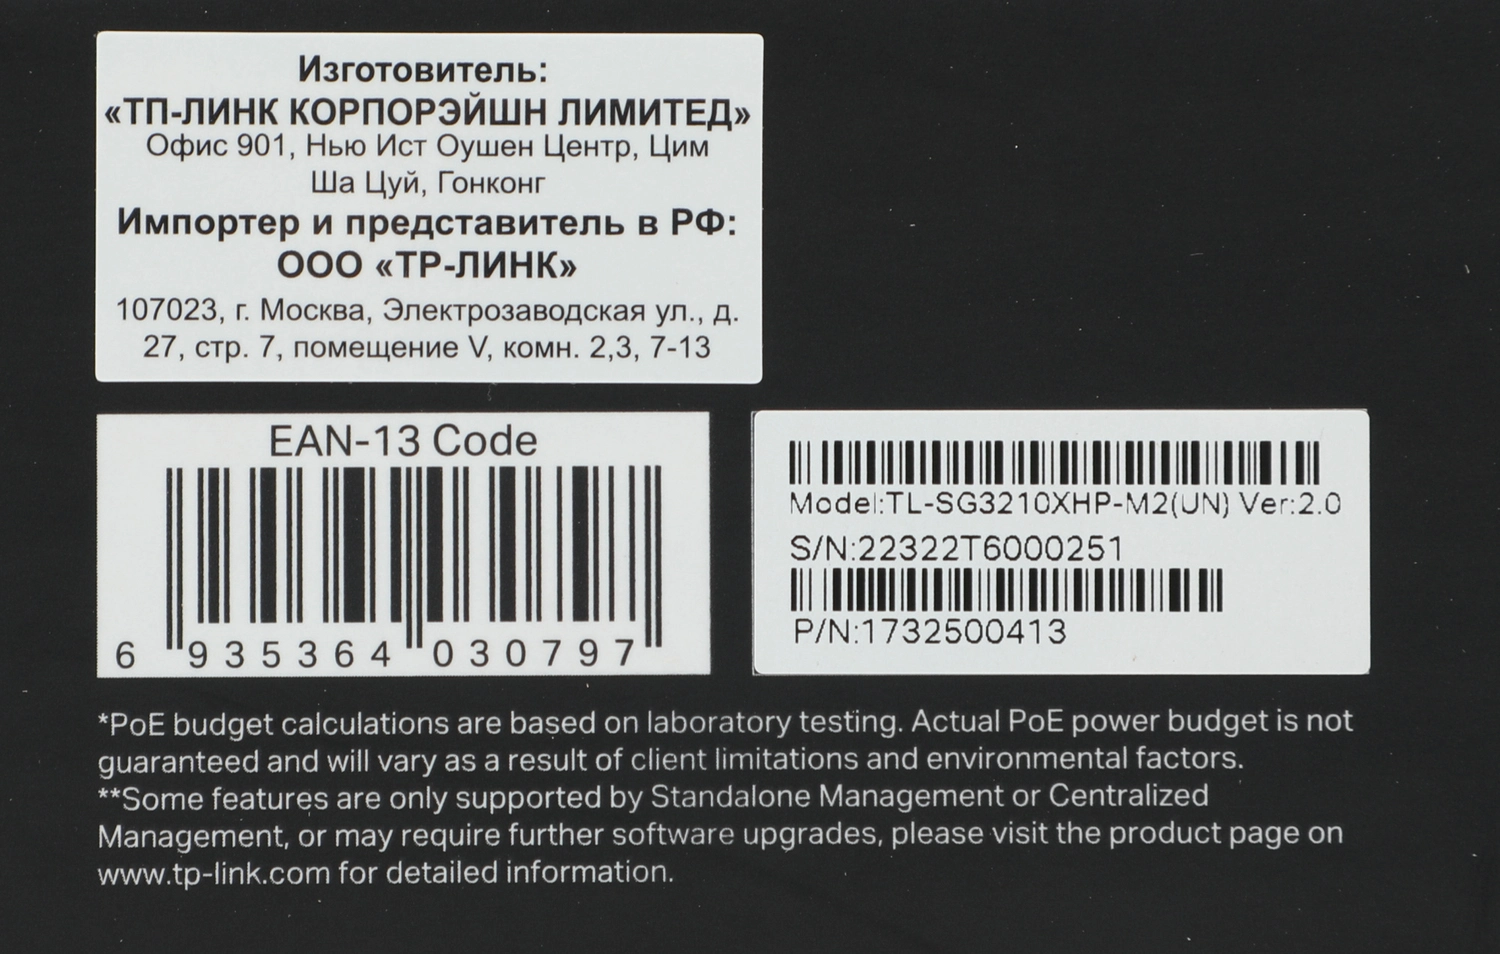 Изготовитель:
«ТП-ЛИНК КОРПОРЭЙШН ЛИМИТЕД»
Офис 901, Нью Ист Оушен Центр, Цим
Ша Цуй, Гонконг
Импортер и представитель в РФ:
ООО «ТР-ЛИНК»
107023, г. Москва, Электрозаводская ул., д.
27, стр. 7, помещение V, комн. 2,3, 7-13
EAN-13 Code
6 935364 030797
Model:TL-SG3210XHP-M2(UN) Ver:2.0
S/N:22322T6000251
P/N:1732500413
*PoE budget calculations are based on laboratory testing. Actual PoE power budget is not
guaranteed and will vary as a result of client limitations and environmental factors.
**Some features are only supported by Standalone Management or Centralized
Management, or may require further software upgrades, please visit the product page on
www.tp-link.com for detailed information.